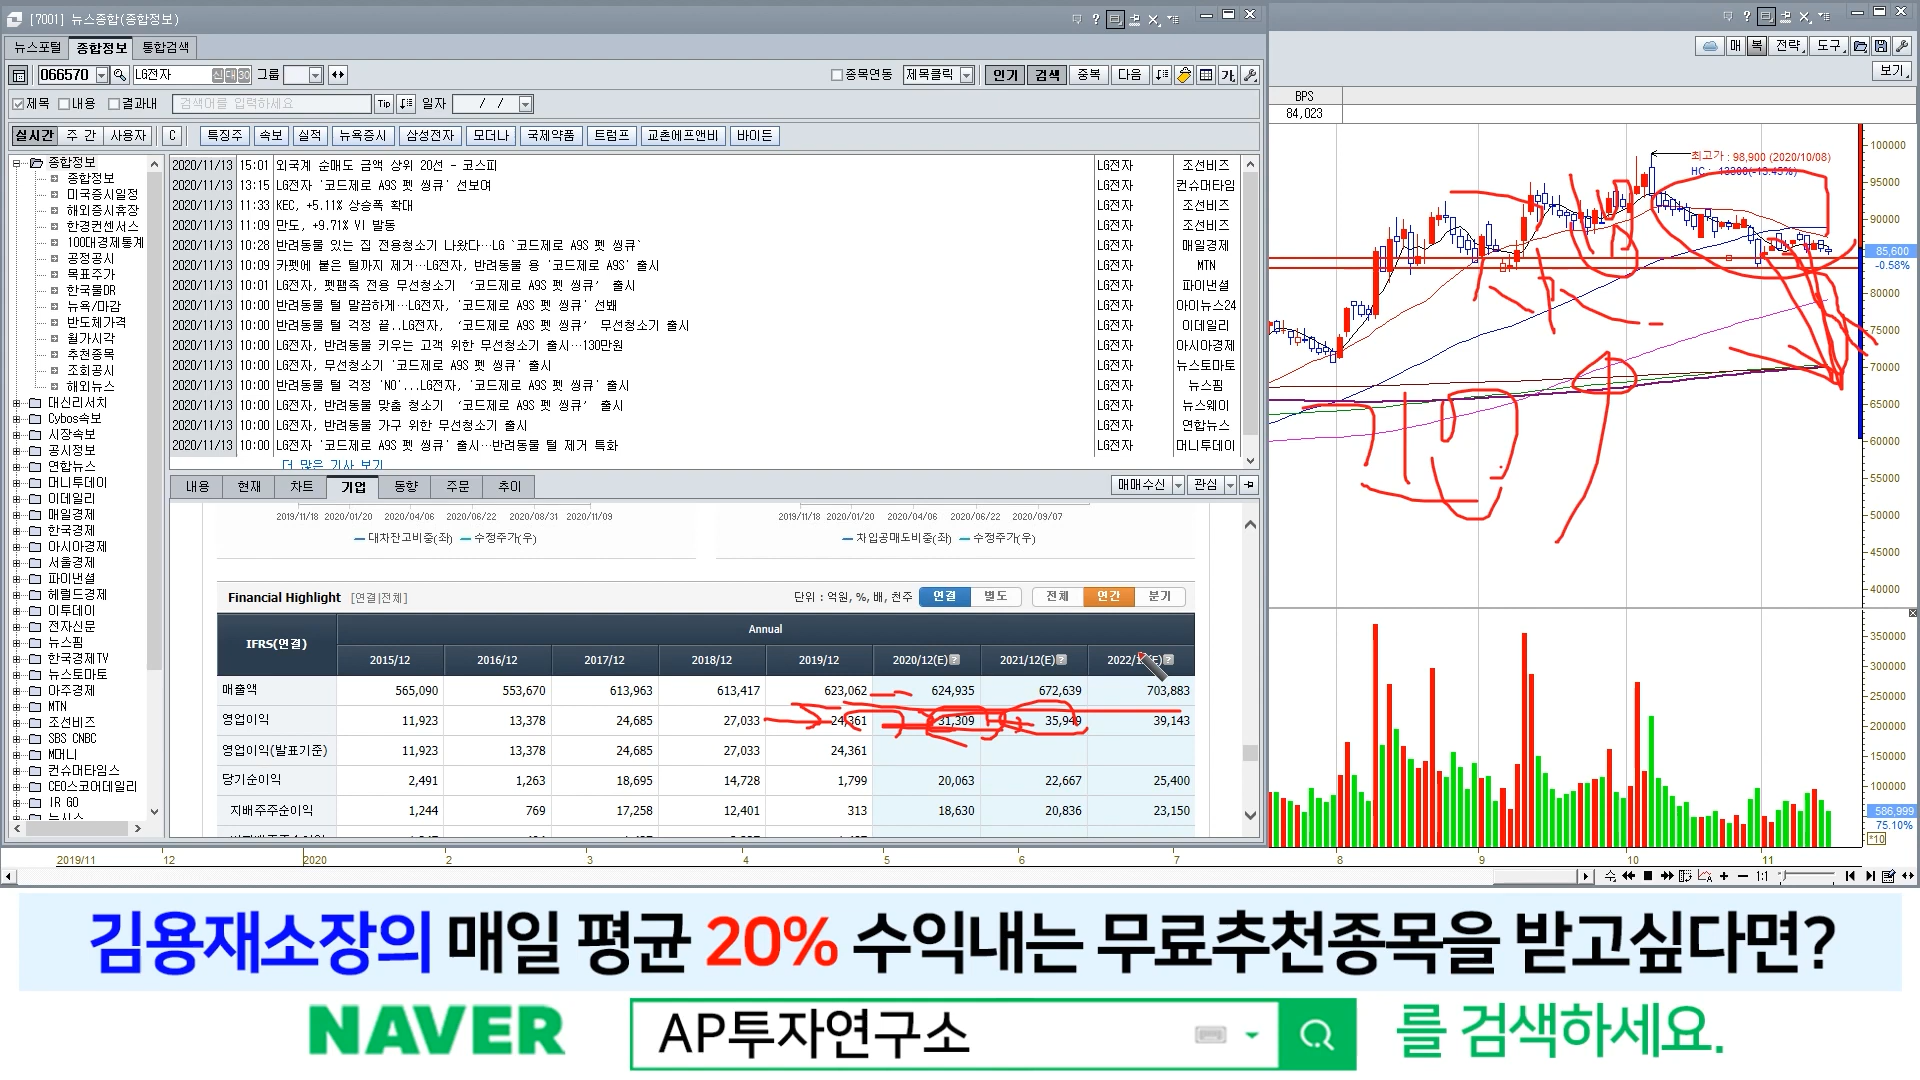 [7001] 뉴스종합(종합정보)
뉴스포털 종합정보 통합검색
066570 LG전자 신 대 30 그룹 종목연동 제목클릭 인기 검색 중복 다음
제목 내용 결과내 검색어를 입력하세요 Tip 일자 / /
실시간 주 간 사용자 C 특징주 속보 실적 뉴욕증시 삼성전자 모더나 국제약품 트럼프 교촌에프앤비 바이든
종합정보
종합정보
미국증시일정
해외증시휴장
한경컨센서스
100대경제통계
공정공시
목표주가
한국물DR
뉴욕/마감
반도체가격
월가시각
추천종목
조회공시
해외뉴스
대신리서치
Cybos속보
시장속보
공시정보
연합뉴스
머니투데이
이데일리
매일경제
한국경제
아시아경제
서울경제
파이낸셜
헤럴드경제
이투데이
전자신문
뉴스핌
한국경제TV
뉴스토마토
아주경제
MTN
조선비즈
SBS CNBC
M머니
컨슈머타임스
CEO스코어데일리
IR GO
뉴시스
2020/11/13 15:01 외국계 순매도 금액 상위 20선 - 코스피 LG전자 조선비즈
2020/11/13 13:15 LG전자 '코드제로 A9S 펫 씽큐' 선보여 LG전자 컨슈머타임
2020/11/13 11:33 KEC, +5.11% 상승폭 확대 LG전자 조선비즈
2020/11/13 11:09 만도, +9.71% VI 발동 LG전자 조선비즈
2020/11/13 10:28 반려동물 있는 집 전용청소기 나왔다…LG `코드제로 A9S 펫 씽큐` LG전자 매일경제
2020/11/13 10:09 카펫에 붙은 털까지 제거…LG전자, 반려동물 용 '코드제로 A9S' 출시 LG전자 MTN
2020/11/13 10:01 LG전자, 펫팸족 전용 무선청소기 ‘코드제로 A9S 펫 씽큐’ 출시 LG전자 파이낸셜
2020/11/13 10:00 반려동물 털 말끔하게…LG전자, '코드제로 A9S 펫 씽큐' 선봬 LG전자 아이뉴스24
2020/11/13 10:00 반려동물 털 걱정 끝..LG전자, ‘코드제로 A9S 펫 씽큐’ 무선청소기 출시 LG전자 이데일리
2020/11/13 10:00 LG전자, 반려동물 키우는 고객 위한 무선청소기 출시…130만원 LG전자 아시아경제
2020/11/13 10:00 LG전자, 무선청소기 '코드제로 A9S 펫 씽큐' 출시 LG전자 뉴스토마토
2020/11/13 10:00 반려동물 털 걱정 'NO'...LG전자, '코드제로 A9S 펫 씽큐' 출시 LG전자 뉴스핌
2020/11/13 10:00 LG전자, 반려동물 맞춤 청소기 ‘코드제로 A9S 펫 씽큐’ 출시 LG전자 뉴스웨이
2020/11/13 10:00 LG전자, 반려동물 가구 위한 무선청소기 출시 LG전자 연합뉴스
2020/11/13 10:00 LG전자 '코드제로 A9S 펫 씽큐' 출시…반려동물 털 제거 특화 LG전자 머니투데이
더 많은 기사 보기
내용 현재 차트 기업 동향 주문 추이 매매수신 관심
2019/11/18 2020/01/20 2020/04/06 2020/06/22 2020/08/31 2020/11/09
대차잔고비중(좌) 수정주가(우)
2019/11/18 2020/01/20 2020/04/06 2020/06/22 2020/09/07
차입공매도비중(좌) 수정주가(우)
Financial Highlight [연결|전체] 단위 : 억원, %, 배, 천주 연결 별도 전체 연간 분기
IFRS(연결) Annual
2015/12 2016/12 2017/12 2018/12 2019/12 2020/12(E) 2021/12(E)
매출액 565,090 553,670 613,963 613,417 623,062 624,935 672,639 703,883
영업이익 11,923 13,378 24,685 27,033 24,361 31,309 35,949 39,143
영업이익(발표기준) 11,923 13,378 24,685 27,033 24,361
당기순이익 2,491 1,263 18,695 14,728 1,799 20,063 22,667 25,400
지배주주순이익 1,244 769 17,258 12,401 313 18,630 20,836 23,150
매 복 전략 도구
보기
BPS
84,023
최고가 : 98,900 (2020/10/08)
100000
95000
90000
85,600
-0.58%
80000
75000
70000
65000
60000
55000
50000
45000
40000
350000
300000
250000
200000
150000
100000
586,999
75.10%
*10
2019/11 12 2020 2 3 4 5 6 7 8 9 10 11
1:1
김용재소장의 매일 평균 20% 수익내는 무료추천종목을 받고싶다면?
NAVER AP투자연구소 를 검색하세요.